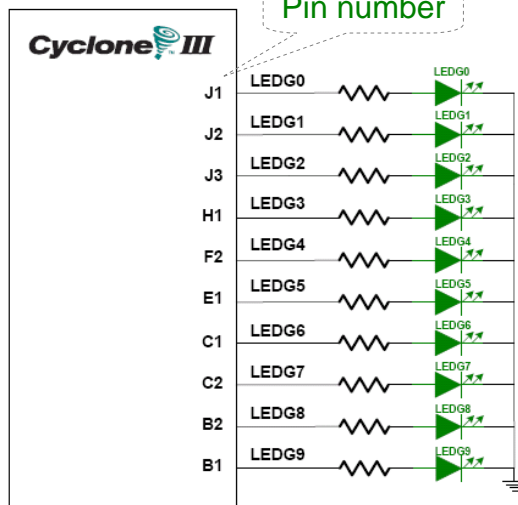 Pin number
Cyclone III
J1 LEDG0 LEDG0
J2 LEDG1 LEDG1
J3 LEDG2 LEDG2
H1 LEDG3 LEDG3
F2 LEDG4 LEDG4
E1 LEDG5 LEDG5
C1 LEDG6 LEDG6
C2 LEDG7 LEDG7
B2 LEDG8 LEDG8
B1 LEDG9 LEDG9